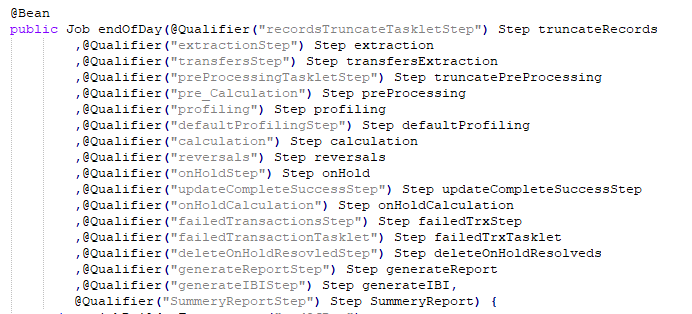 @Bean
public Job endOfDay(@Qualifier("recordsTruncateTaskletStep") Step truncateRecords
,@Qualifier("extractionStep") Step extraction
,@Qualifier("transfersStep") Step transfersExtraction
,@Qualifier("preProcessingTaskletStep") Step truncatePreProcessing
,@Qualifier("pre_Calculation") Step preProcessing
,@Qualifier("profiling") Step profiling
,@Qualifier("defaultProfilingStep") Step defaultProfiling
,@Qualifier("calculation") Step calculation
,@Qualifier("reversals") Step reversals
,@Qualifier("onHoldStep") Step onHold
,@Qualifier("updateCompleteSuccessStep") Step updateCompleteSuccessStep
,@Qualifier("onHoldCalculation") Step onHoldCalculation
,@Qualifier("failedTransactionsStep") Step failedTrxStep
,@Qualifier("failedTransactionTasklet") Step failedTrxTasklet
,@Qualifier("deleteOnHoldResovledStep") Step deleteOnHoldResolveds
,@Qualifier("generateReportStep") Step generateReport
,@Qualifier("generateIBIStep") Step generateIBI,
@Qualifier("SummeryReportStep") Step SummeryReport) {